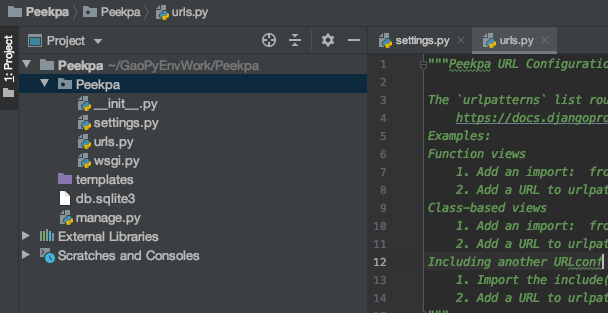 Peekpa Peekpa urls.py
1: Project
Project
Peekpa ~/GaoPyEnvWork/Peekpa
Peekpa
__init__.py
settings.py
urls.py
wsgi.py
templates
db.sqlite3
manage.py
External Libraries
Scratches and Consoles
settings.py urls.py
1 """Peekpa URL Configuratio
2
3 The `urlpatterns` list rou
4 https://docs.djangopro
5 Examples:
6 Function views
7 1. Add an import: fro
8 2. Add a URL to urlpat
9 Class-based views
10 1. Add an import: fro
11 2. Add a URL to urlpat
12 Including another URLconf
13 1. Import the include(
14 2. Add a URL to urlpat
"""